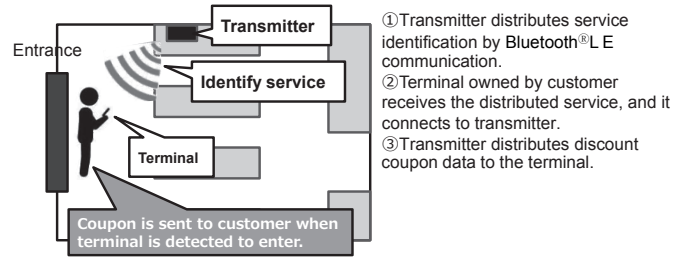 Transmitter
Entrance
Identify service
Terminal
Coupon is sent to customer when
terminal is detected to enter.
①Transmitter distributes service
identification by Bluetooth®L E
communication.
②Terminal owned by customer
receives the distributed service, and it
connects to transmitter.
③Transmitter distributes discount
coupon data to the terminal.